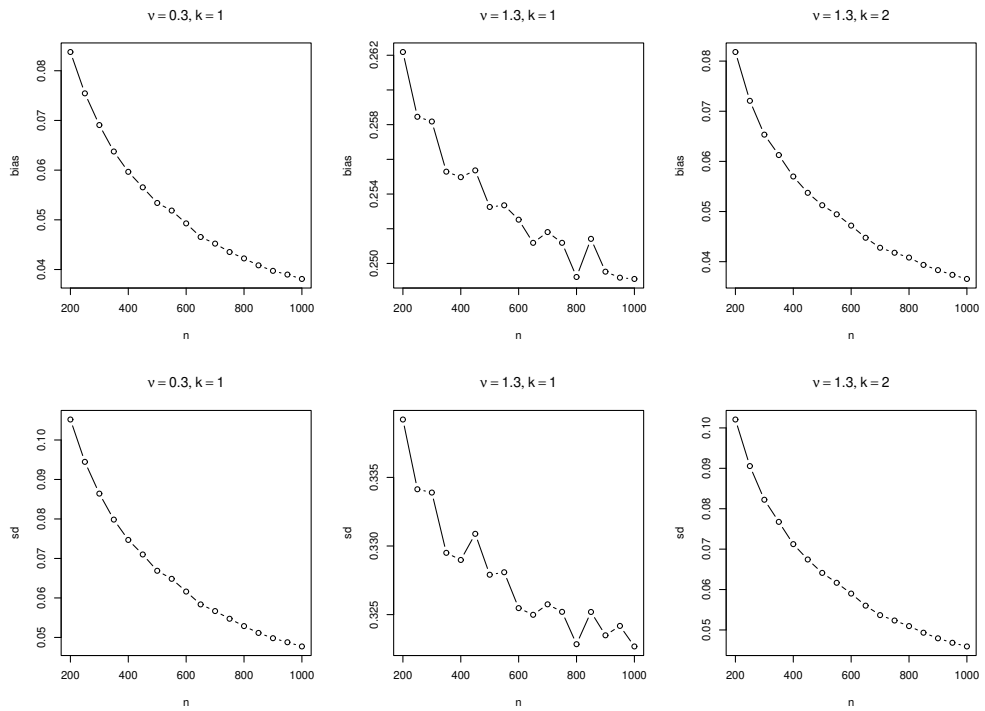 ν = 0.3, k = 1
bias
0.04 0.05 0.06 0.07 0.08
200 400 600 800 1000
n
ν = 1.3, k = 1
bias
0.250 0.254 0.258 0.262
200 400 600 800 1000
n
ν = 1.3, k = 2
bias
0.04 0.05 0.06 0.07 0.08
200 400 600 800 1000
n
ν = 0.3, k = 1
sd
0.05 0.06 0.07 0.08 0.09 0.10
200 400 600 800 1000
n
ν = 1.3, k = 1
sd
0.325 0.330 0.335
200 400 600 800 1000
n
ν = 1.3, k = 2
sd
0.05 0.06 0.07 0.08 0.09 0.10
200 400 600 800 1000
n